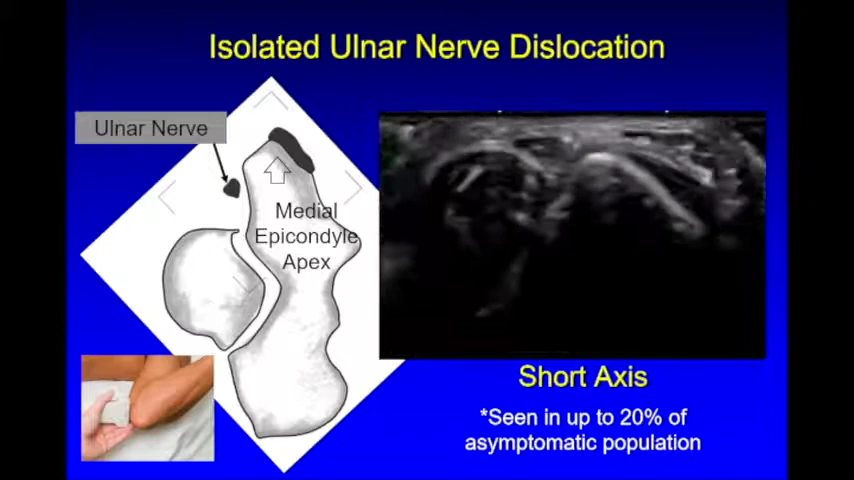 Isolated Ulnar Nerve Dislocation
Ulnar Nerve
Medial
Epicondyle
Apex
Short Axis
*Seen in up to 20% of
asymptomatic population